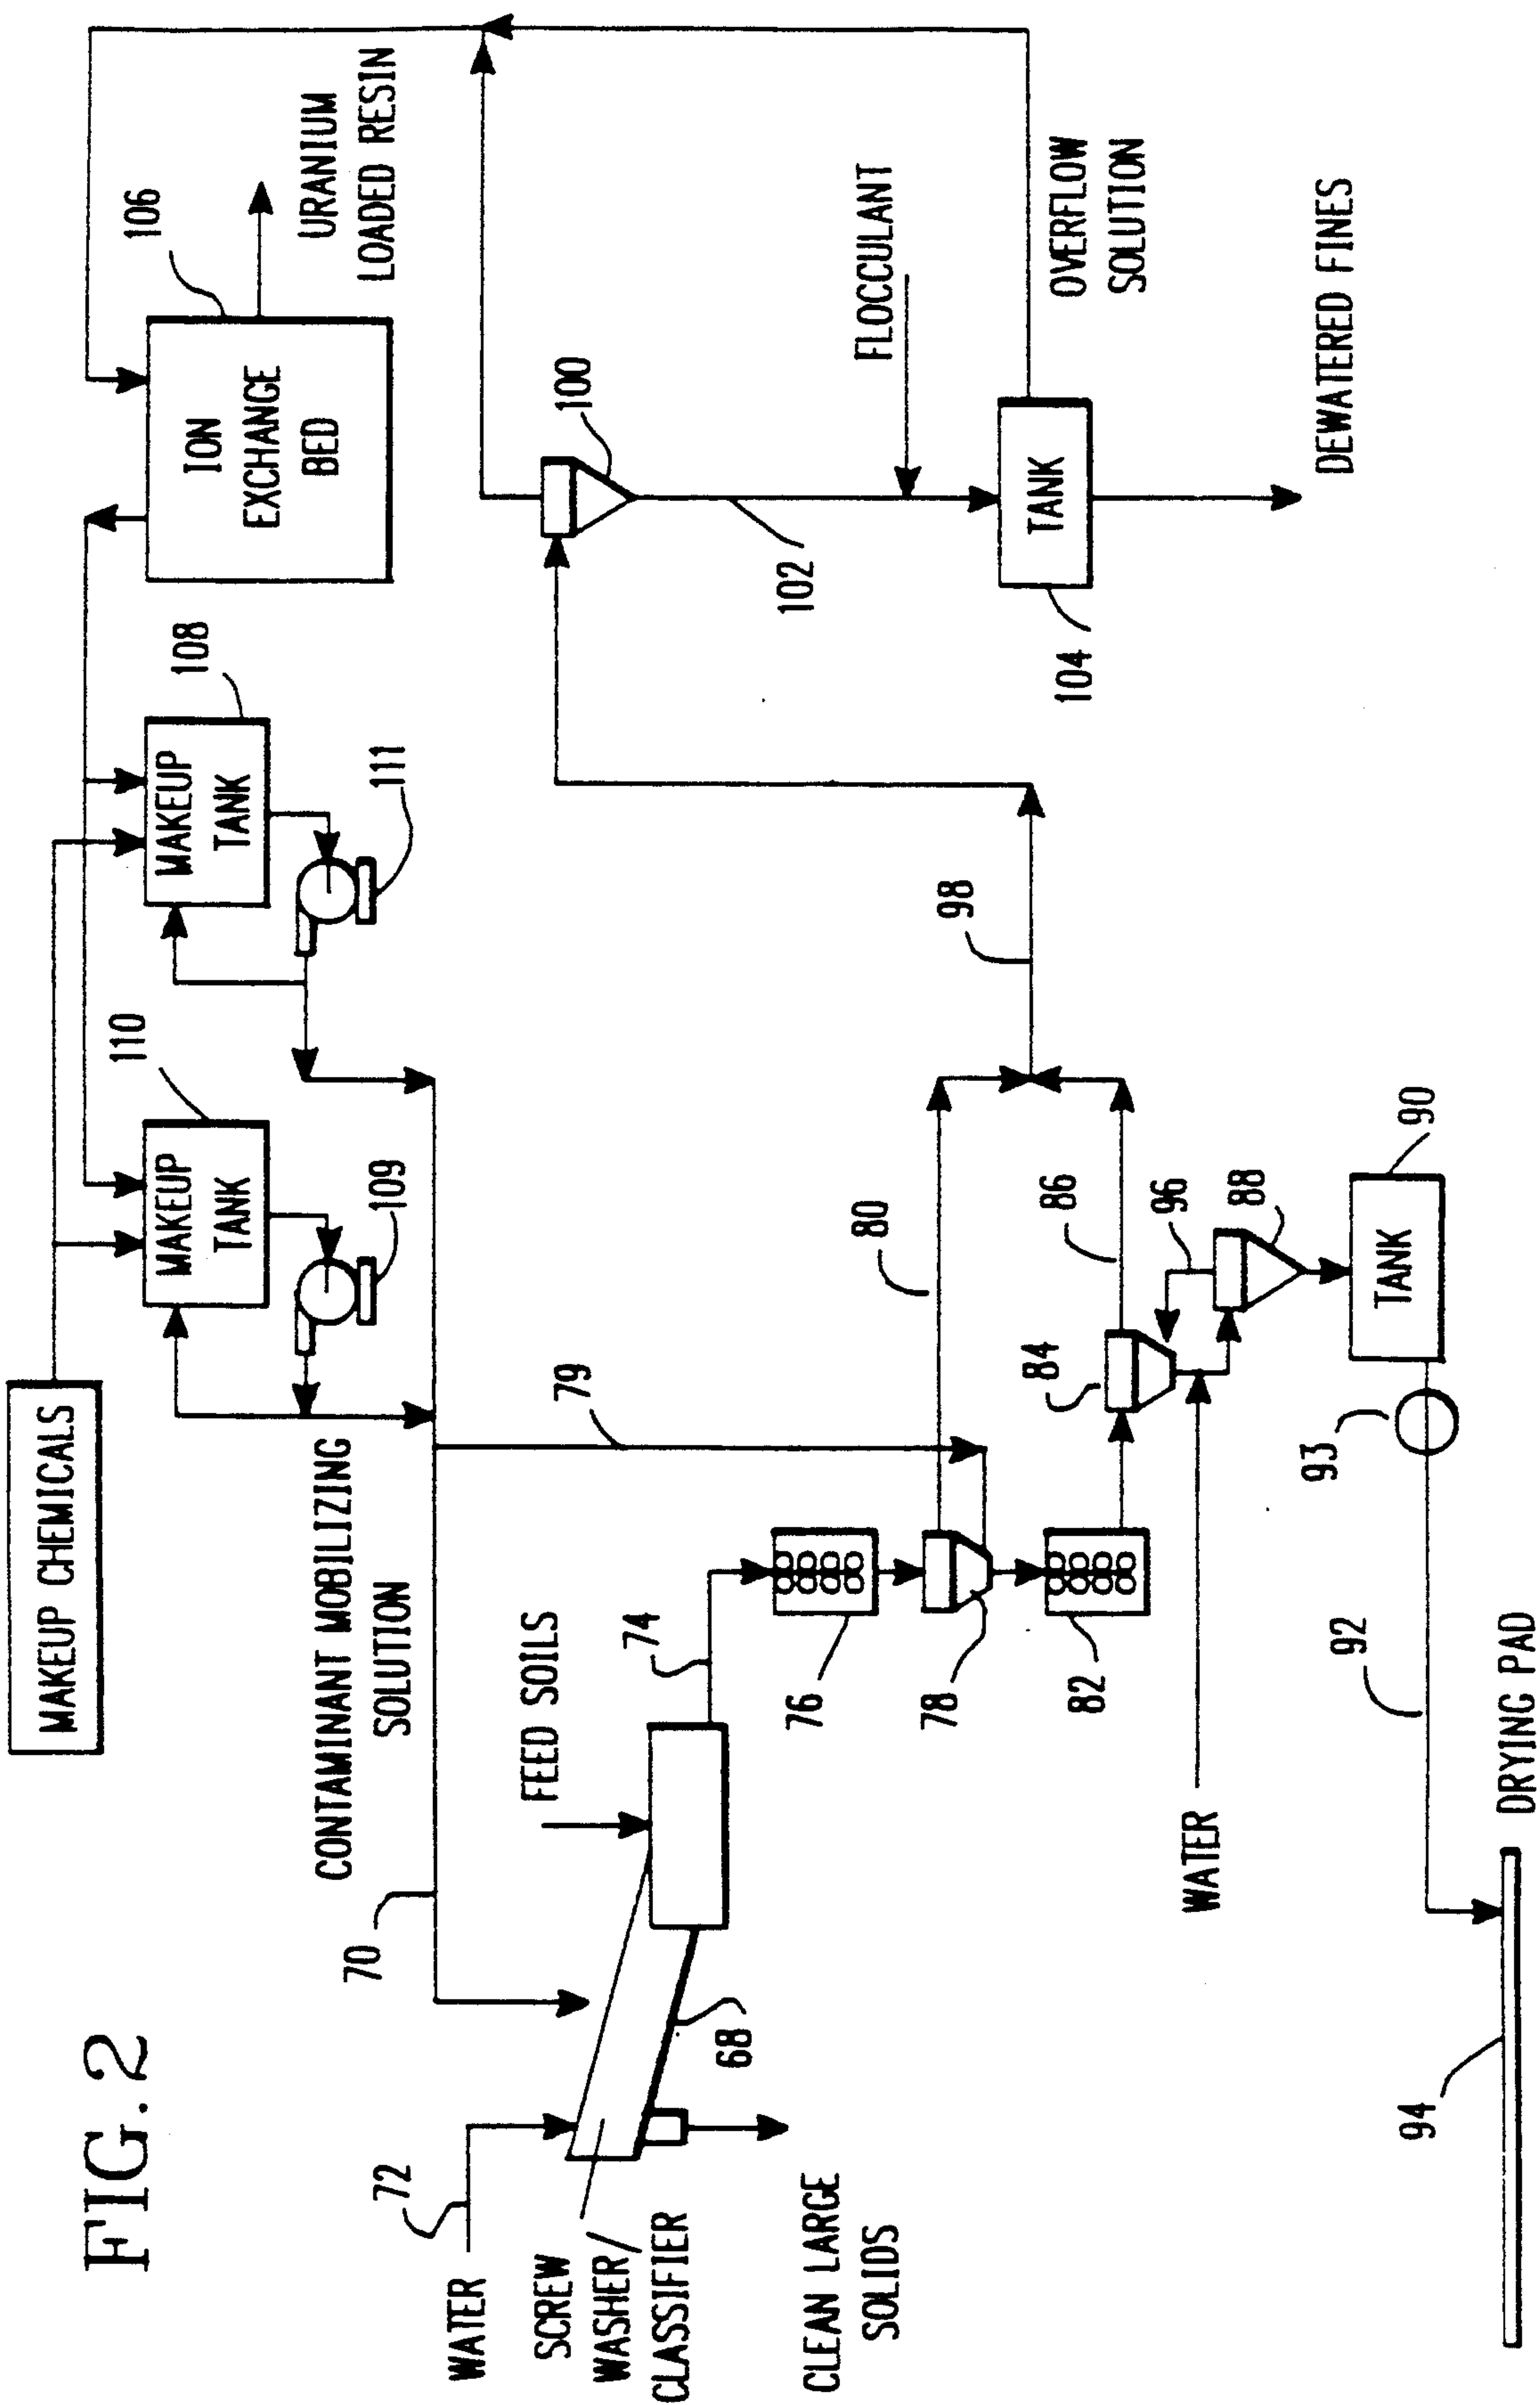 FIG.2
MAKEUP CHEMICALS
110
MAKEUP
TANK
109
108
MAKEUP
TANK
111
106
ION
EXCHANGE
BED
URANIUM
LOADED RESIN
CONTAMINANT MOBILIZING
SOLUTION
70
72
WATER
SCREW
WASHER/
CLASSIFIER
68
CLEAN LARGE
SOLIDS
FEED SOILS
74
76
78
79
80
82
84
86
WATER
96
88
90
TANK
93
92
94
DRYING PAD
98
100
102
FLOCCULANT
104
TANK
OVERFLOW
SOLUTION
DEWATERED FINES